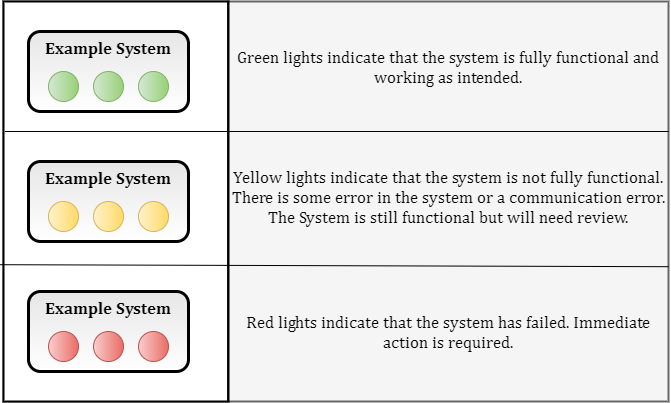 Example System
Green lights indicate that the system is fully functional and
working as intended.
Example System
Yellow lights indicate that the system is not fully functional.
There is some error in the system or a communication error.
The System is still functional but will need review.
Example System
Red lights indicate that the system has failed. Immediate
action is required.